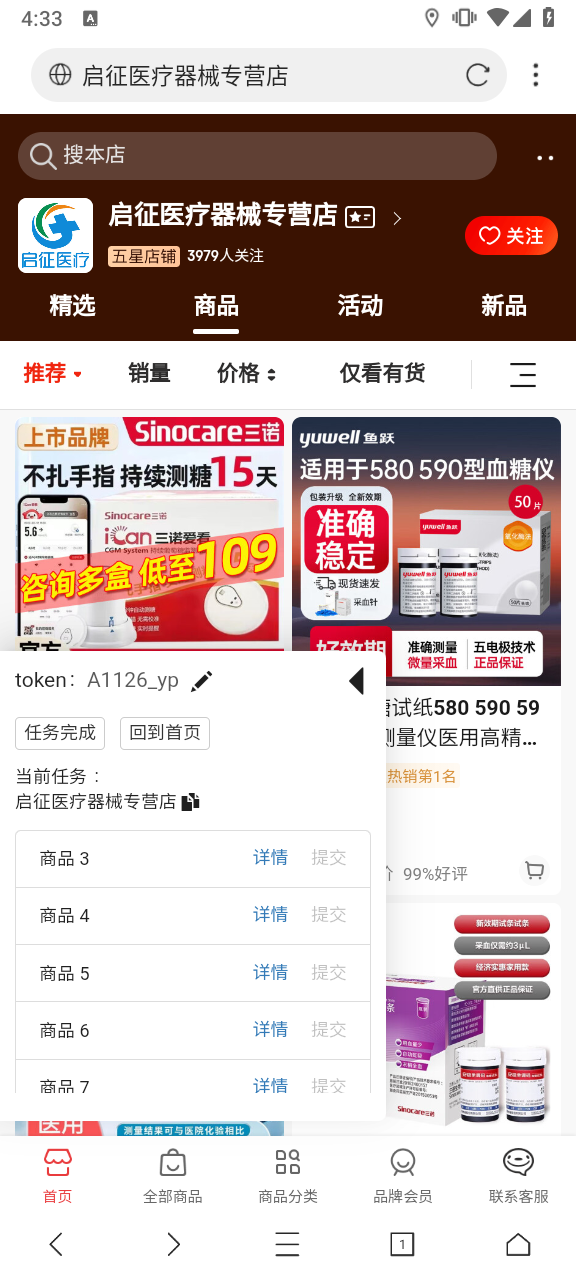 4:33
A
启征医疗器械专营店
搜本店
启征医疗
启征医疗器械专营店
五星店铺 3979人关注
关注
精选 商品 活动 新品
推荐 销量 价格 仅看有货
上市品牌 Sinocare三诺
不扎手指 持续测糖15天
Sinocare三诺
iCan 三诺爱看
CGM System
5.6
咨询多盒 低至109
yuwell 鱼跃
适用于580 590型血糖仪
包装升级 全新效期
准确
稳定
现货速发
采血针
50片
yuwell 鱼跃
准确测量
微量采血
五电极技术
正品保证
token： A1126_yp
任务完成 回到首页
当前任务：
启征医疗器械专营店
商品 3 详情 提交
商品 4 详情 提交
商品 5 详情 提交
商品 6 详情 提交
商品 7 详情 提交
试纸580 590 59
测量仪医用高精...
热销第1名
99%好评
新效期试条试条
采血仅需约3μL
经济实惠家用款
官方直供正品保证
条
Sinocare三诺
医用
测量结果可与医院化验相比
首页 全部商品 商品分类 品牌会员 联系客服
1